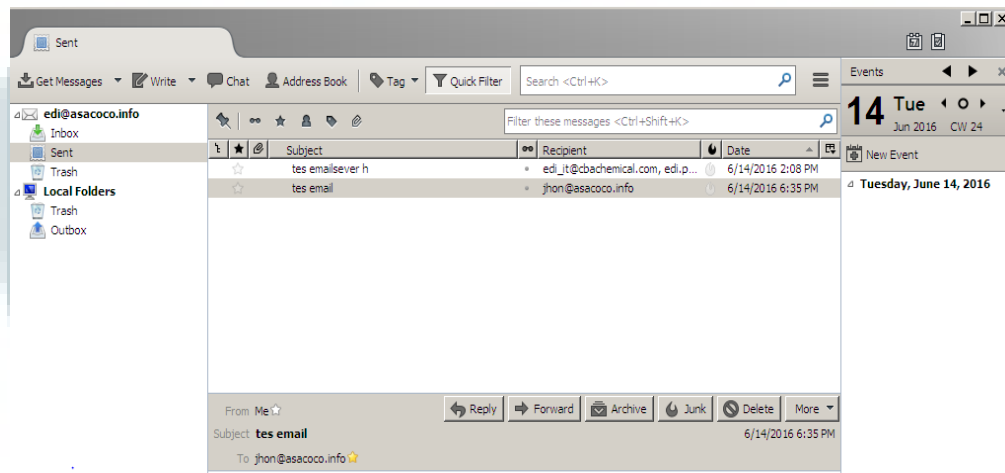 Sent
Get Messages Write Chat Address Book Tag Quick Filter Search <Ctrl+K>
Events
14 Tue
Jun 2016 CW 24
New Event
Tuesday, June 14, 2016
edi@asacoco.info
Inbox
Sent
Trash
Local Folders
Trash
Outbox
Filter these messages <Ctrl+Shift+K>
Subject Recipient Date
tes emailsever h edi_it@cbachemical.com, edi.p... 6/14/2016 2:08 PM
tes email jhon@asacoco.info 6/14/2016 6:35 PM
From Me Reply Forward Archive Junk Delete More
Subject tes email 6/14/2016 6:35 PM
To jhon@asacoco.info